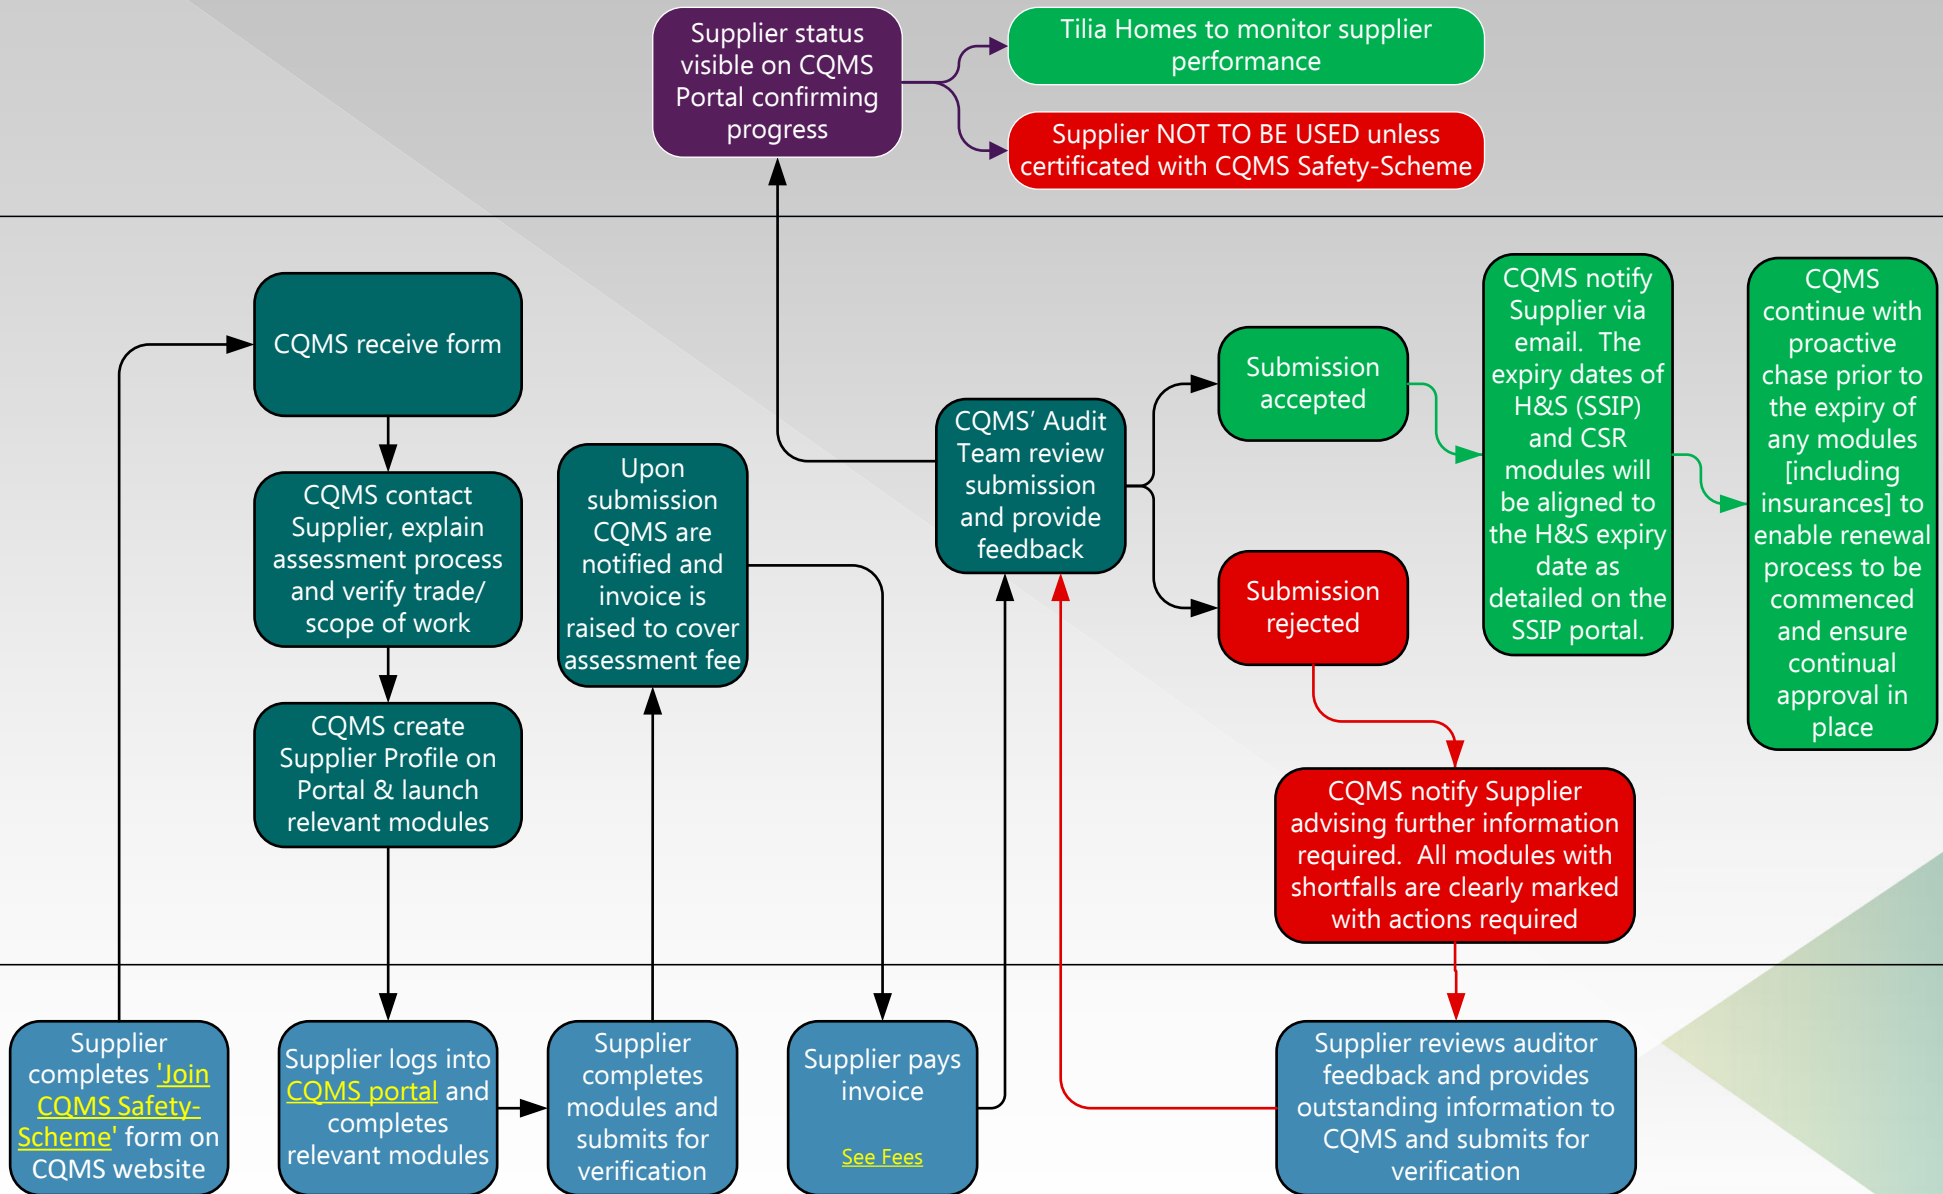 Supplier status
visible on CQMS
Portal confirming
progress
Tilia Homes to monitor supplier
performance
Supplier NOT TO BE USED unless
certificated with CQMS Safety-Scheme
CQMS receive form
CQMS contact
Supplier, explain
assessment process
and verify trade/
scope of work
CQMS create
Supplier Profile on
Portal & launch
relevant modules
Upon
submission
CQMS are
notified and
invoice is
raised to cover
assessment fee
CQMS' Audit
Team review
submission
and provide
feedback
Submission
accepted
Submission
rejected
CQMS notify
Supplier via
email. The
expiry dates of
H&S (SSIP)
and CSR
modules will
be aligned to
the H&S expiry
date as
detailed on the
SSIP portal.
CQMS
continue with
proactive
chase prior to
the expiry of
any modules
[including
insurances] to
enable renewal
process to be
commenced
and ensure
continual
approval in
place
CQMS notify Supplier
advising further information
required. All modules with
shortfalls are clearly marked
with actions required
Supplier
completes 'Join
CQMS Safety-
Scheme' form on
CQMS website
Supplier logs into
CQMS portal and
completes
relevant modules
Supplier
completes
modules and
submits for
verification
Supplier pays
invoice
See Fees
Supplier reviews auditor
feedback and provides
outstanding information to
CQMS and submits for
verification